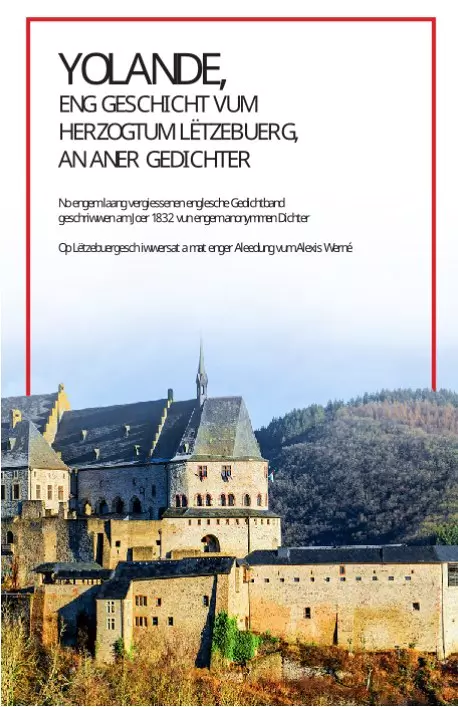 YOLANDE,
ENG GESCHICHT VUM
HERZOGTUM LËTZEBUERG,
AN ANER GEDICHTER
No engem laang vergiessenen englesche Gedichtband
geschriwwen am Joer 1832 vun engem anonymmen Dichter
Op Lëtzebuergesch iwwersat a mat enger Aleedung vum Alexis Werné